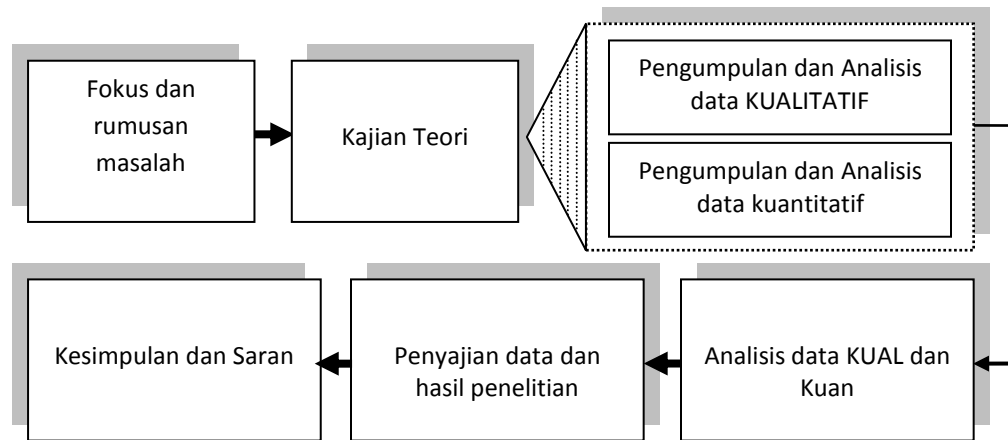 Fokus dan
rumusan
masalah
Kajian Teori
Pengumpulan dan Analisis
data KUALITATIF
Pengumpulan dan Analisis
data kuantitatif
Kesimpulan dan Saran
Penyajian data dan
hasil penelitian
Analisis data KUAL dan
Kuan